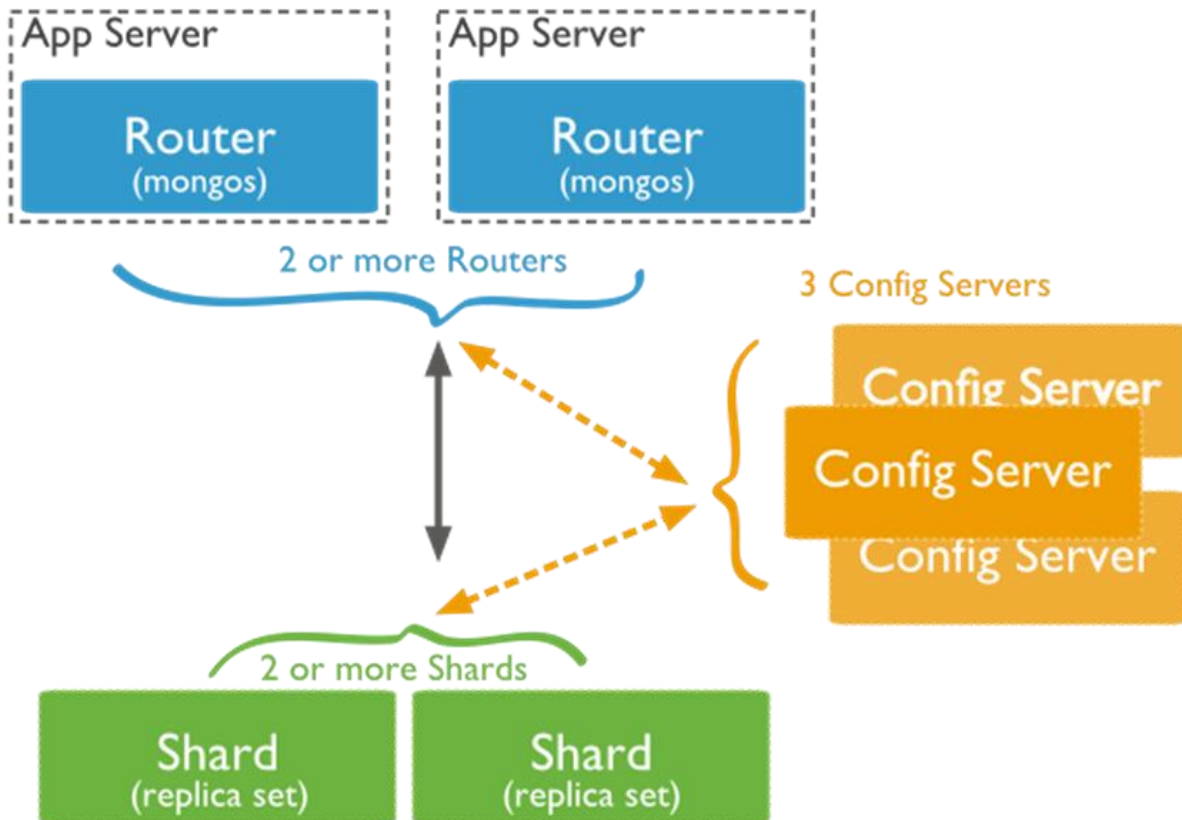 App Server
App Server
Router
(mongos)
Router
(mongos)
2 or more Routers
3 Config Servers
Config Server
Config Server
Config Server
2 or more Shards
Shard
(replica set)
Shard
(replica set)